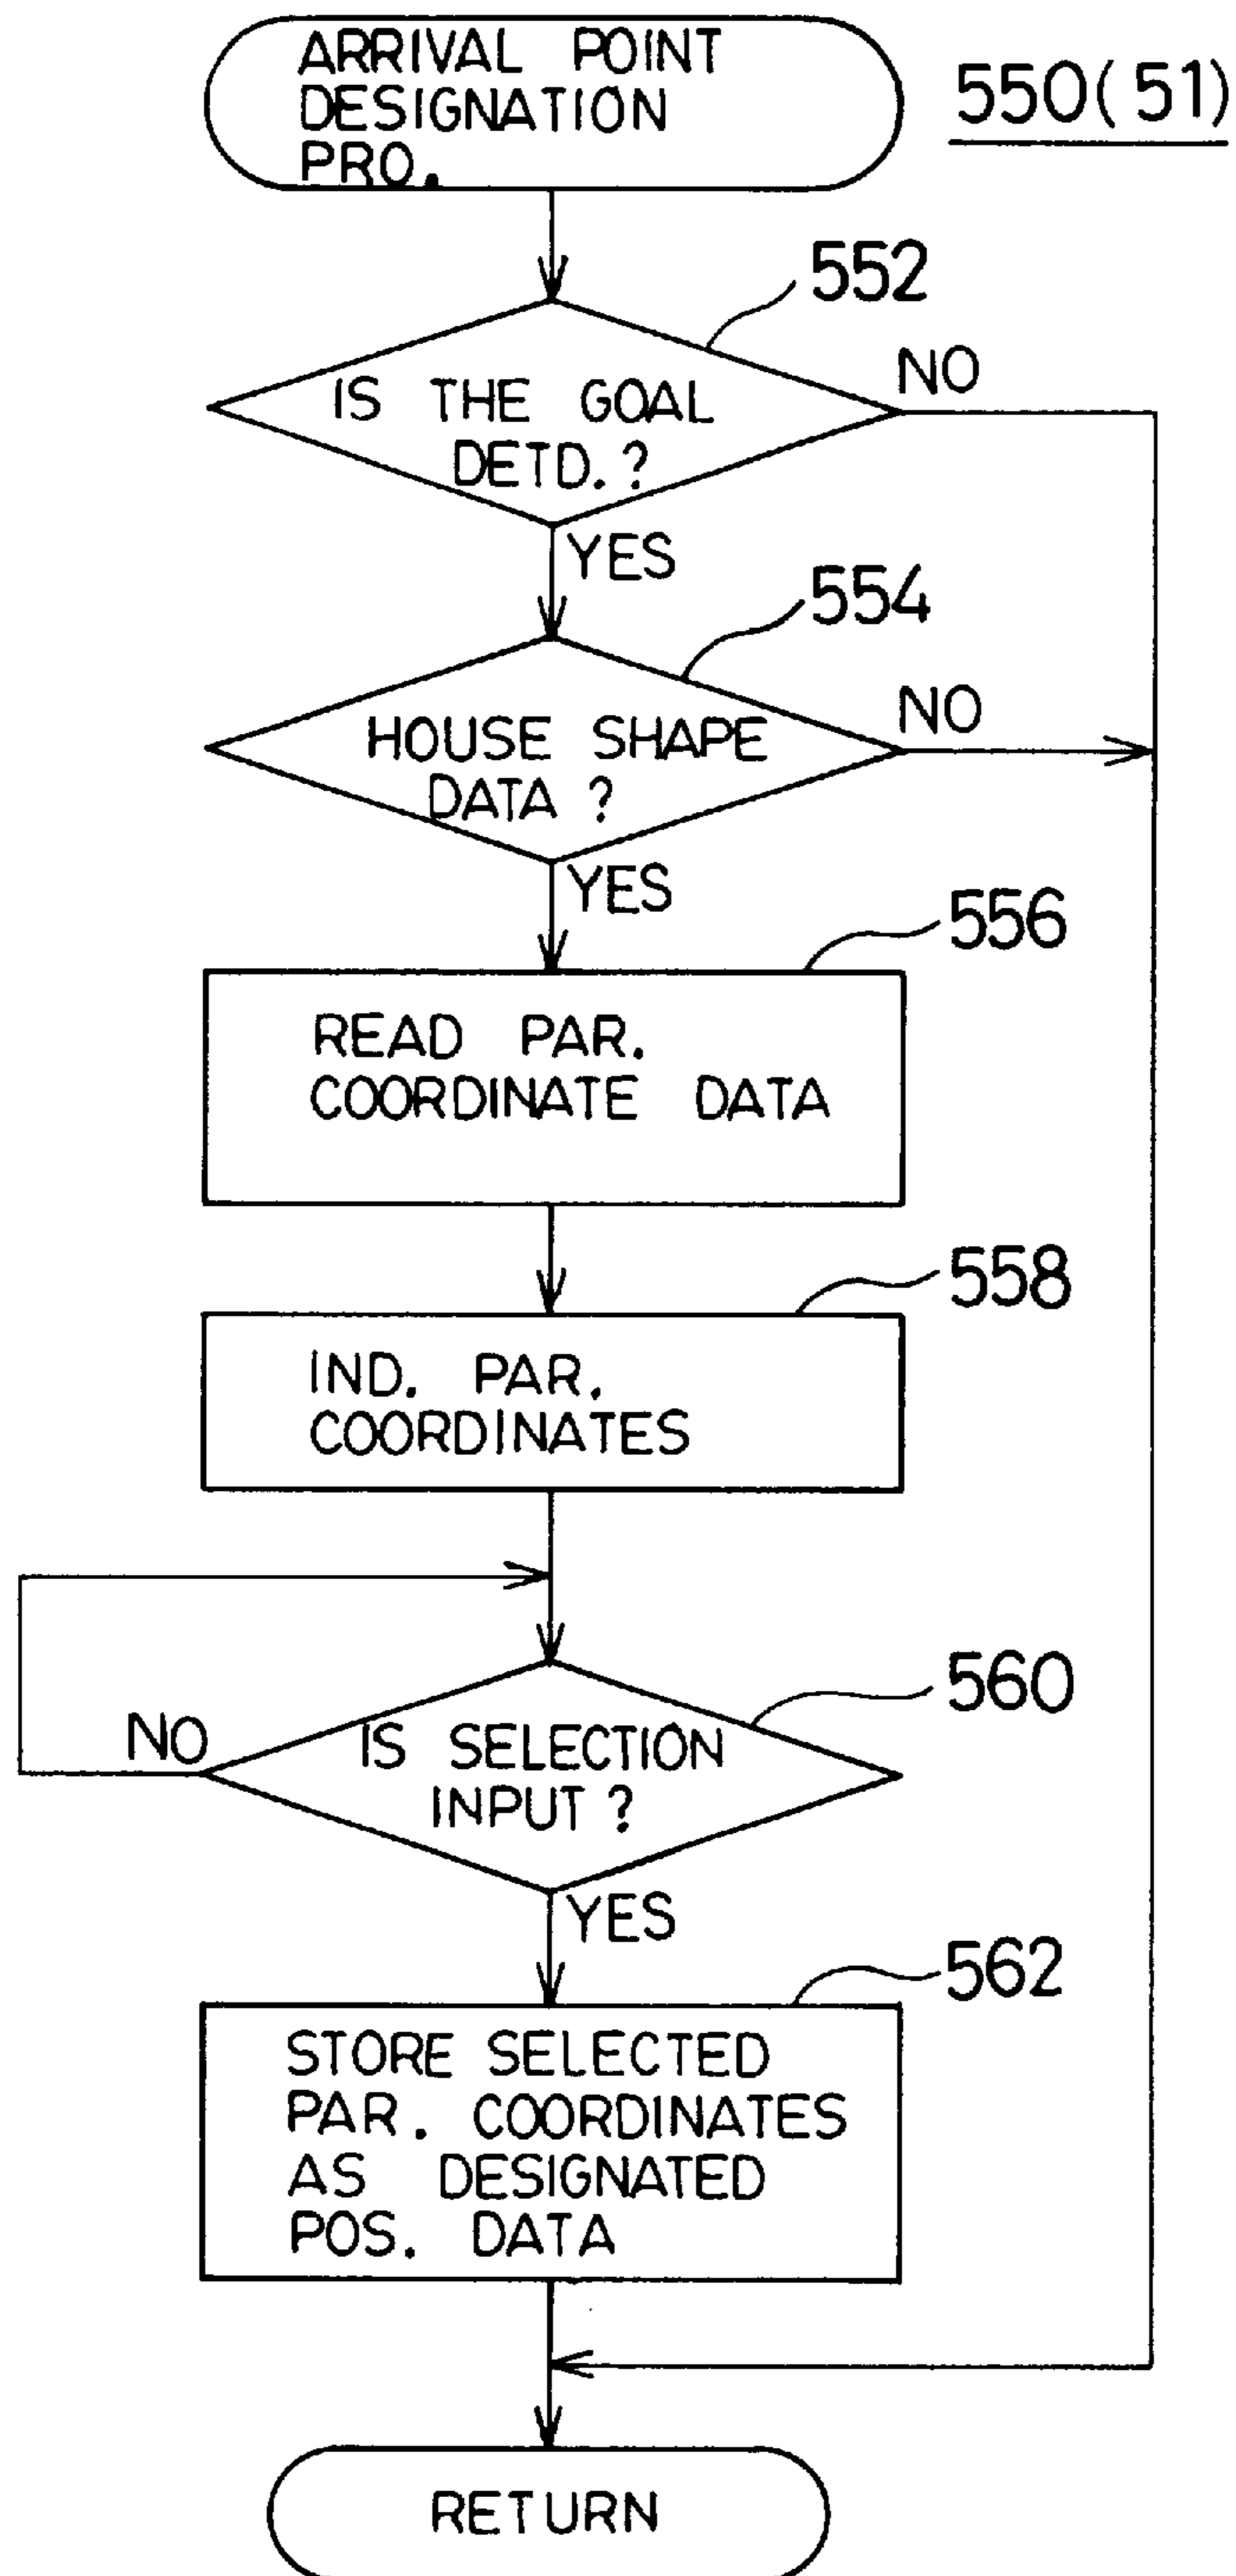 ARRIVAL POINT
DESIGNATION
PRO.
550(51)
552
IS THE GOAL
DETD. ?
NO
YES
554
HOUSE SHAPE
DATA ?
NO
YES
556
READ PAR.
COORDINATE DATA
558
IND. PAR.
COORDINATES
560
NO
IS SELECTION
INPUT ?
YES
562
STORE SELECTED
PAR. COORDINATES
AS DESIGNATED
POS. DATA
RETURN